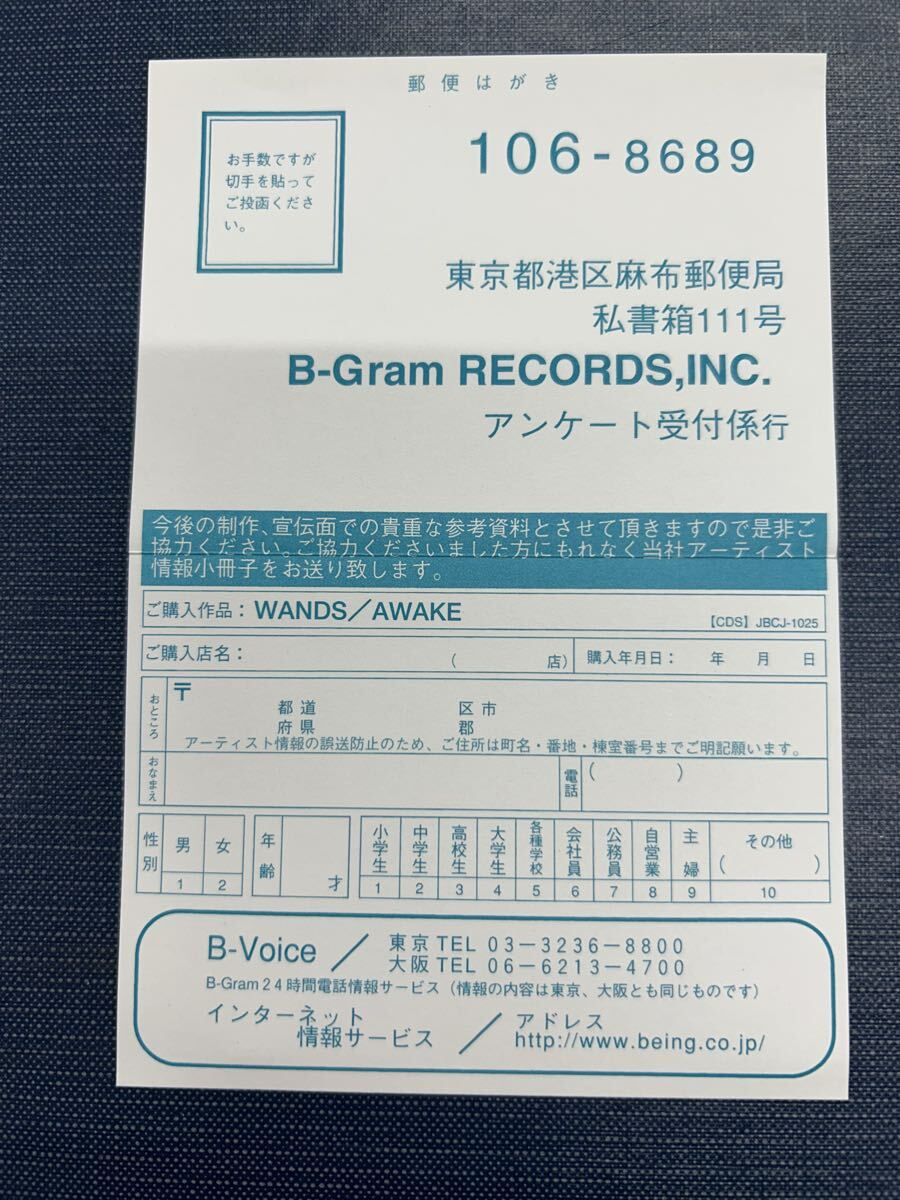 郵便はがき
お手数ですが
切手を貼って
ご投函くださ
い。
106-8689
東京都港区麻布郵便局
私書箱111号
B-Gram RECORDS,INC.
アンケート受付係行
今後の制作、宣伝面での貴重な参考資料とさせて頂きますので是非ご
協力ください。ご協力くださいました方にもれなく当社アーティスト
情報小冊子をお送り致します。
ご購入作品：WANDS／AWAKE 【CDS】JBCJ-1025
ご購入店名： （ 店） 購入年月日： 年 月 日
おところ 〒
都道 区市
府県 郡
アーティスト情報の誤送防止のため、ご住所は町名・番地・棟室番号までご明記願います。
おなまえ 電話 （ ）
性別 男 女 年齢 才 小学生 中学生 高校生 大学生 各種学校 会社員 公務員 自営業 主婦 その他（ ）
1 2 1 2 3 4 5 6 7 8 9 10
B-Voice ／ 東京 TEL 03-3236-8800
大阪 TEL 06-6213-4700
B-Gram24時間電話情報サービス（情報の内容は東京、大阪とも同じものです）
インターネット ／ アドレス
情報サービス http://www.being.co.jp/